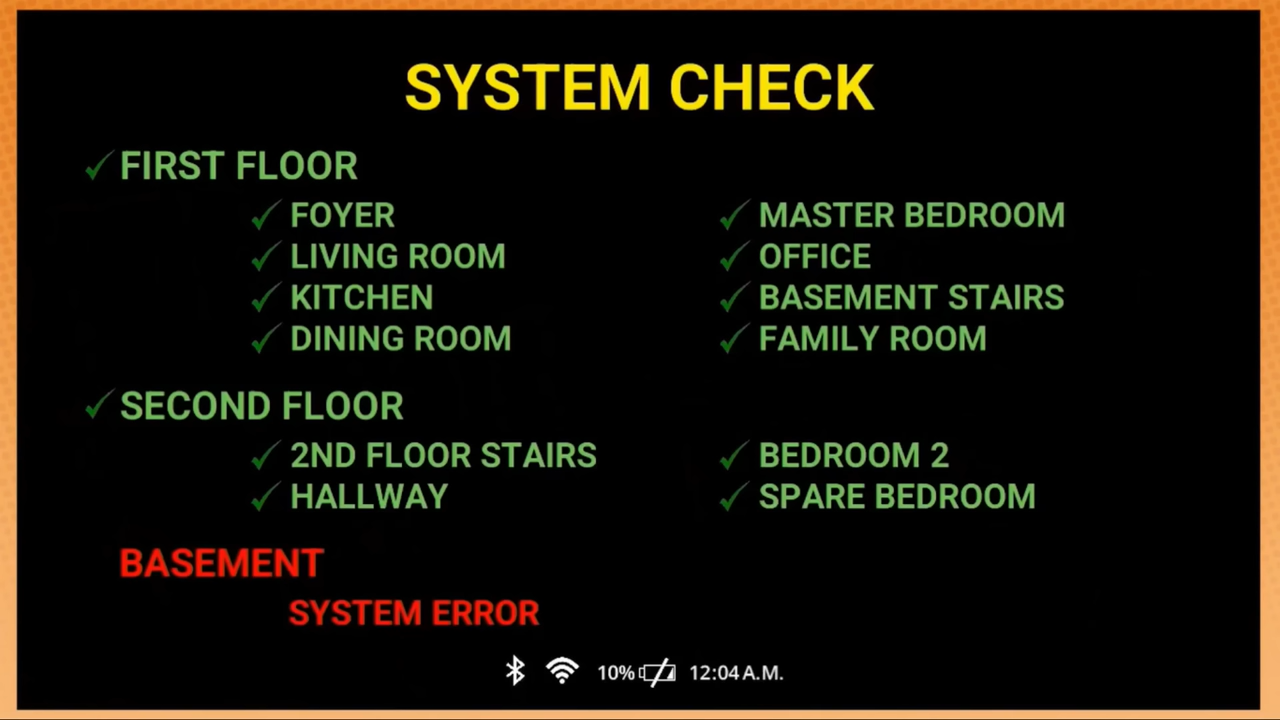 SYSTEM CHECK
FIRST FLOOR
FOYER
LIVING ROOM
KITCHEN
DINING ROOM
MASTER BEDROOM
OFFICE
BASEMENT STAIRS
FAMILY ROOM
SECOND FLOOR
2ND FLOOR STAIRS
HALLWAY
BEDROOM 2
SPARE BEDROOM
BASEMENT
SYSTEM ERROR
10% 12:04 A.M.